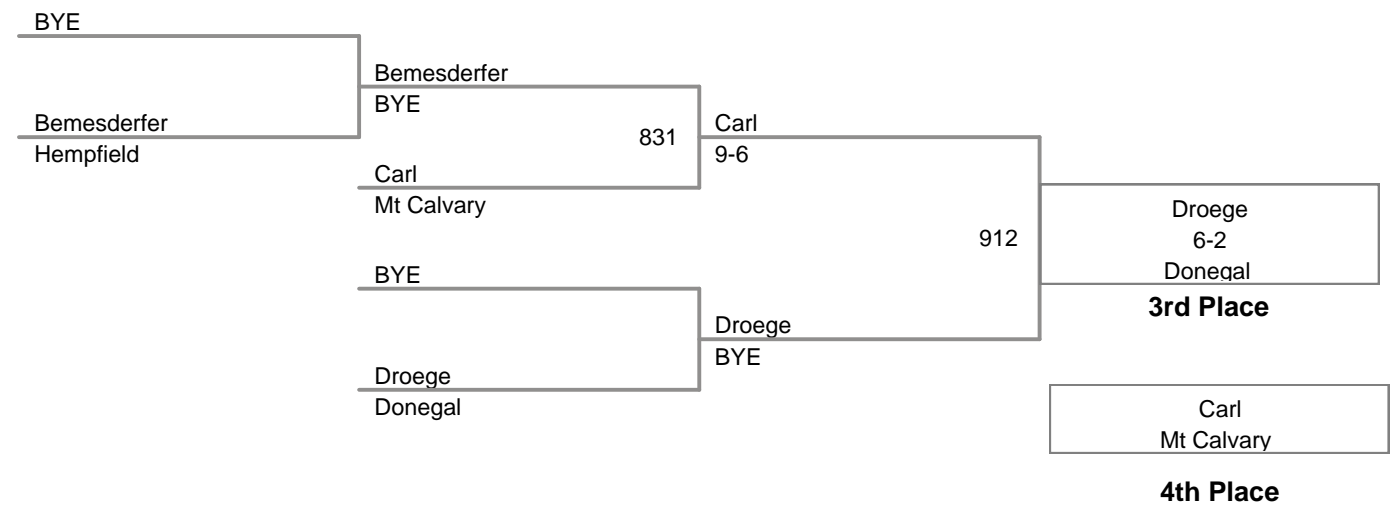 BYE
Bemesderfer
Hempfield
Bemesderfer
BYE
831
Carl
Mt Calvary
BYE
Droege
Donegal
Carl
9-6
912
Droege
BYE
Droege
6-2
Donegal
3rd Place
Carl
Mt Calvary
4th Place